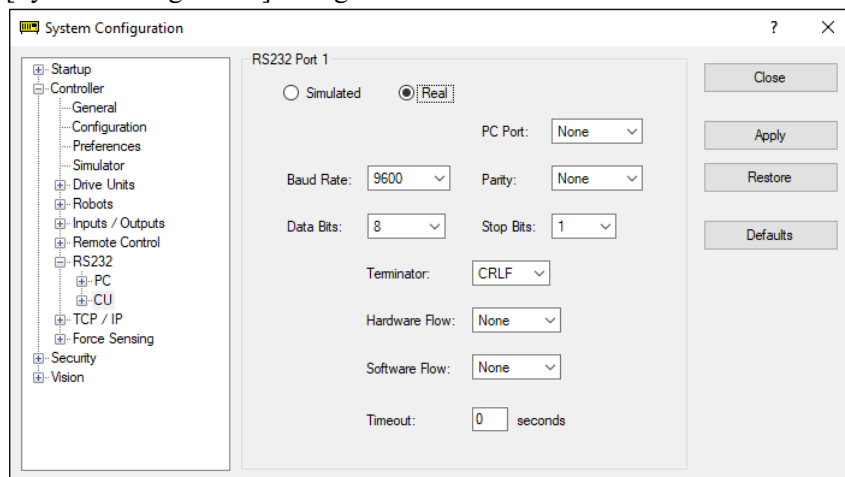 System Configuration
? X
Startup
Controller
General
Configuration
Preferences
Simulator
Drive Units
Robots
Inputs / Outputs
Remote Control
RS232
PC
CU
TCP / IP
Force Sensing
Security
Vision
RS232 Port 1
Simulated Real
PC Port: None
Baud Rate: 9600 Parity: None
Data Bits: 8 Stop Bits: 1
Terminator: CRLF
Hardware Flow: None
Software Flow: None
Timeout: 0 seconds
Close
Apply
Restore
Defaults